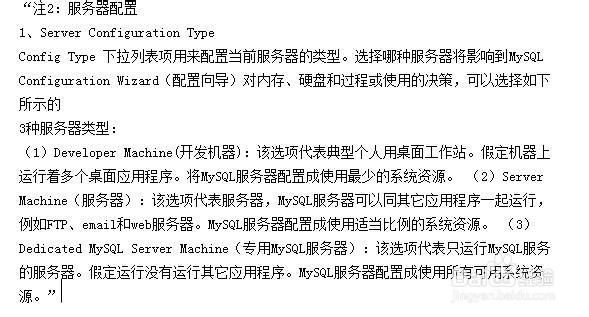 “注2：服务器配置
1、Server Configuration Type
Config Type 下拉列表项用来配置当前服务器的类型。选择哪种服务器将影响到MySQL
Configuration Wizard（配置向导）对内存、硬盘和过程或使用的决策，可以选择如下
所示的
3种服务器类型：
（1）Developer Machine(开发机器)：该选项代表典型个人用桌面工作站。假定机器上
运行着多个桌面应用程序。将MySQL服务器配置成使用最少的系统资源。 （2）Server
Machine（服务器）：该选项代表服务器，MySQL服务器可以同其它应用程序一起运行，
例如FTP、email和web服务器。MySQL服务器配置成使用适当比例的系统资源。 （3）
Dedicated MySQL Server Machine（专用MySQL服务器）：该选项代表只运行MySQL服务
的服务器。假定运行没有运行其它应用程序。MySQL服务器配置成使用所有可用系统资
源。”
Baidu经验
jingyan.baidu.com